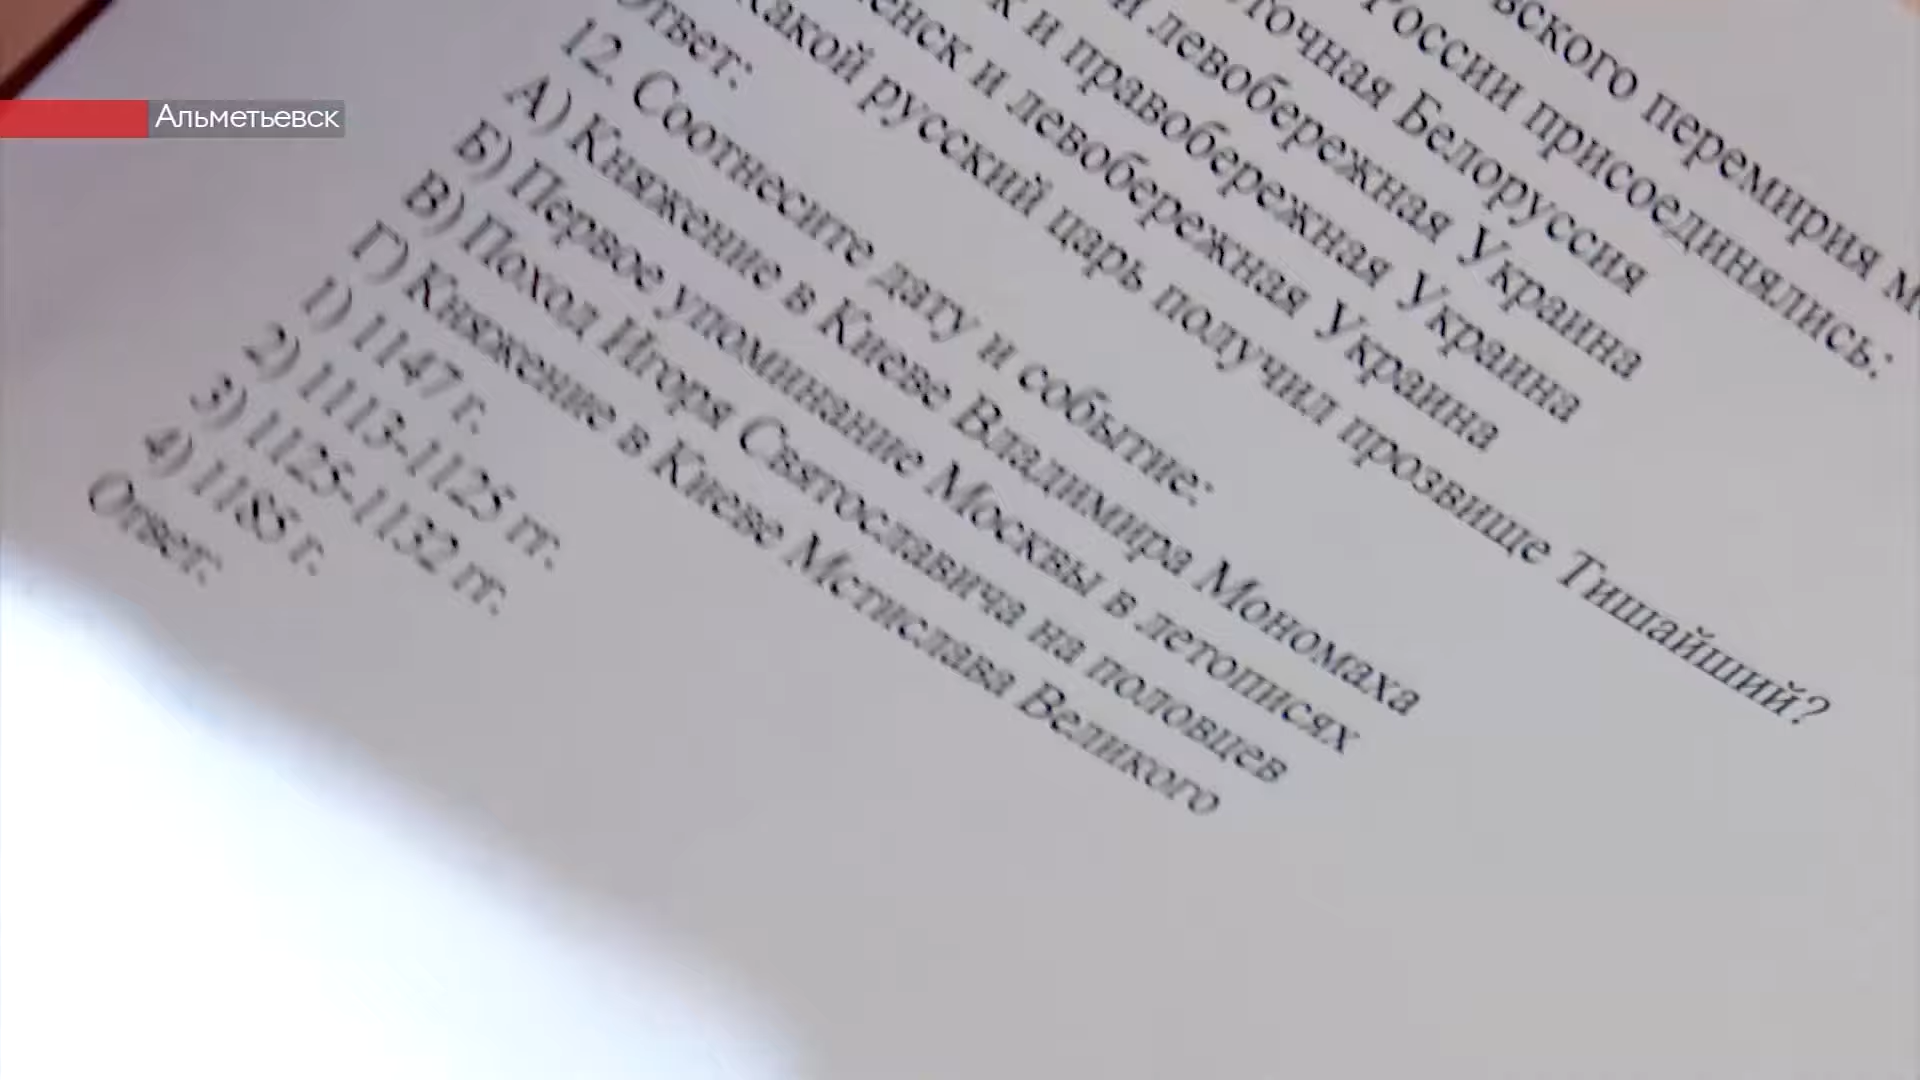 Альметьевск
вского перемирия
России присоединялись:
точная Белоруссия
и левобережная Украина
к и правобережная Украина
ленск и левобережная Украина
Какой русский царь получил прозвище Тишайший?
Ответ:
12. Соотнесите дату и событие:
А) Княжение в Киеве Владимира Мономаха
Б) Первое упоминание Москвы в летописях
В) Поход Игоря Святославича на половцев
Г) Княжение в Киеве Мстислава Великого
1) 1147 г.
2) 1113-1125 гг.
3) 1125-1132 гг.
4) 1185 г.
Ответ: